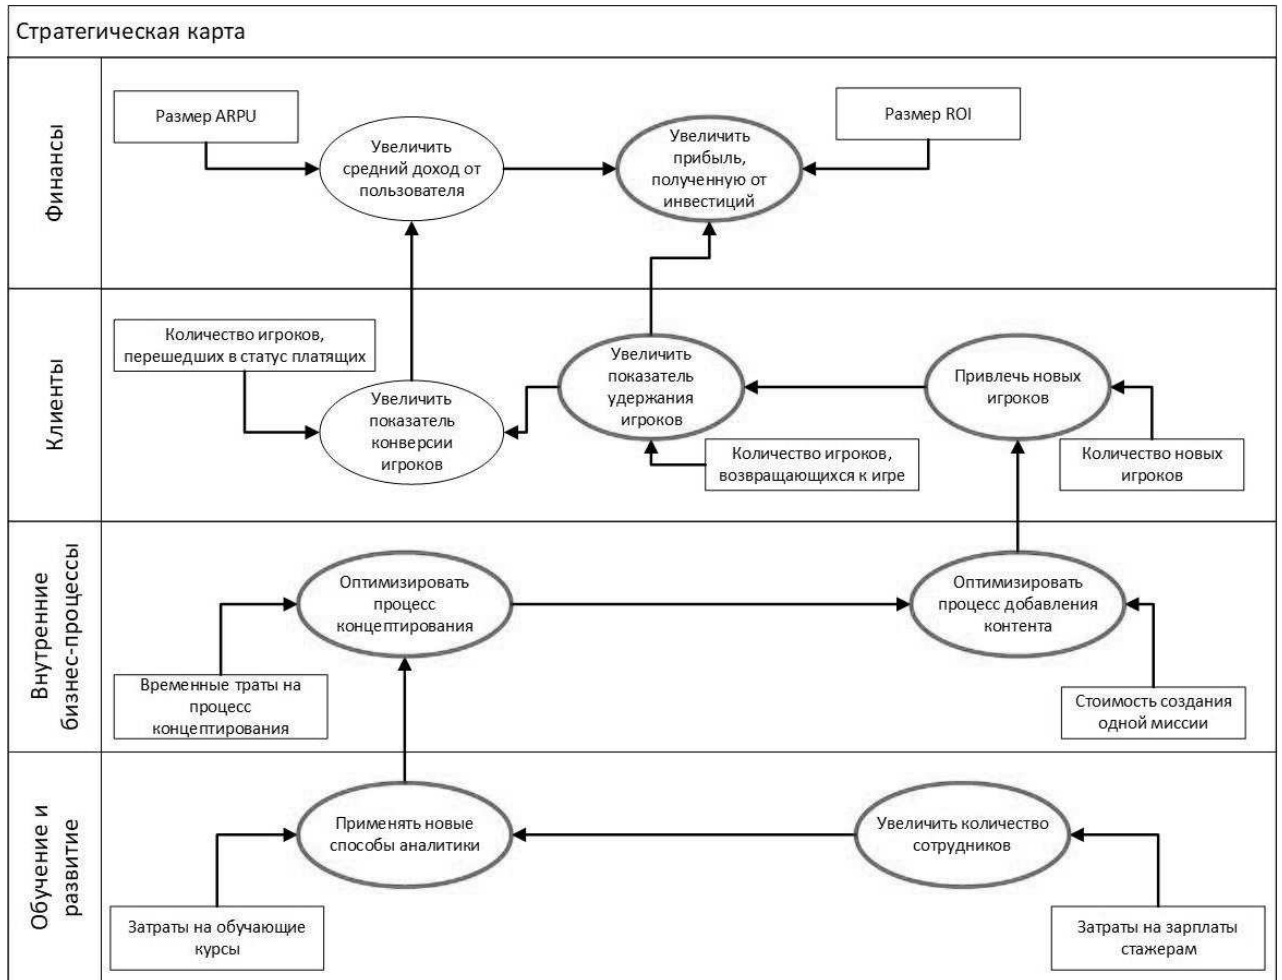 Стратегическая карта
Финансы
Размер ARPU
Увеличить
средний доход от
пользователя
Увеличить
прибыль,
полученную от
инвестиций
Размер ROI
Клиенты
Количество игроков,
перешедших в статус платящих
Увеличить
показатель
конверсии
игроков
Увеличить
показатель
удержания
игроков
Количество игроков,
возвращающихся к игре
Привлечь новых
игроков
Количество новых
игроков
Внутренние
бизнес-процессы
Временные траты на
процесс
концептирования
Оптимизировать
процесс
концептирования
Оптимизировать
процесс добавления
контента
Стоимость создания
одной миссии
Обучение и
развитие
Затраты на обучающие
курсы
Применять новые
способы аналитики
Увеличить количество
сотрудников
Затраты на зарплаты
стажерам